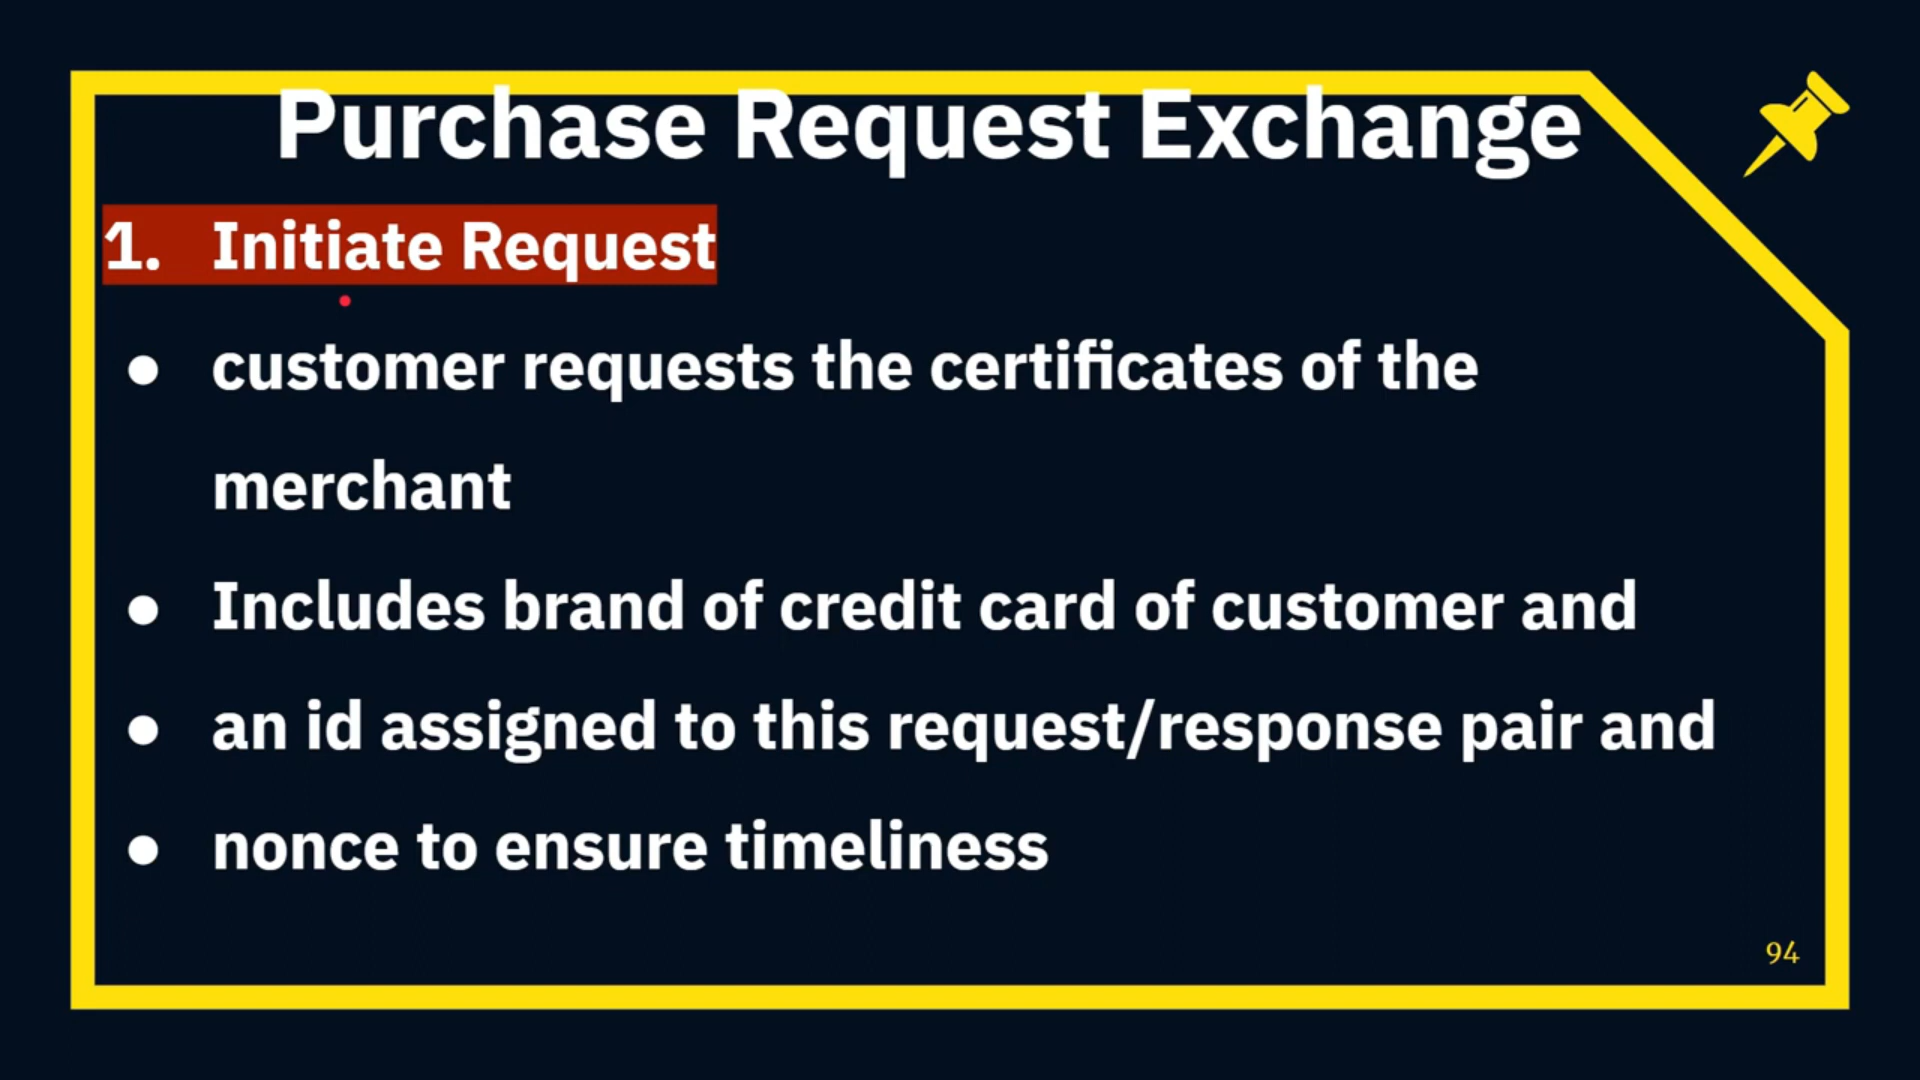 Purchase Request Exchange
1. Initiate Request
● customer requests the certificates of the
merchant
● Includes brand of credit card of customer and
● an id assigned to this request/response pair and
● nonce to ensure timeliness
94